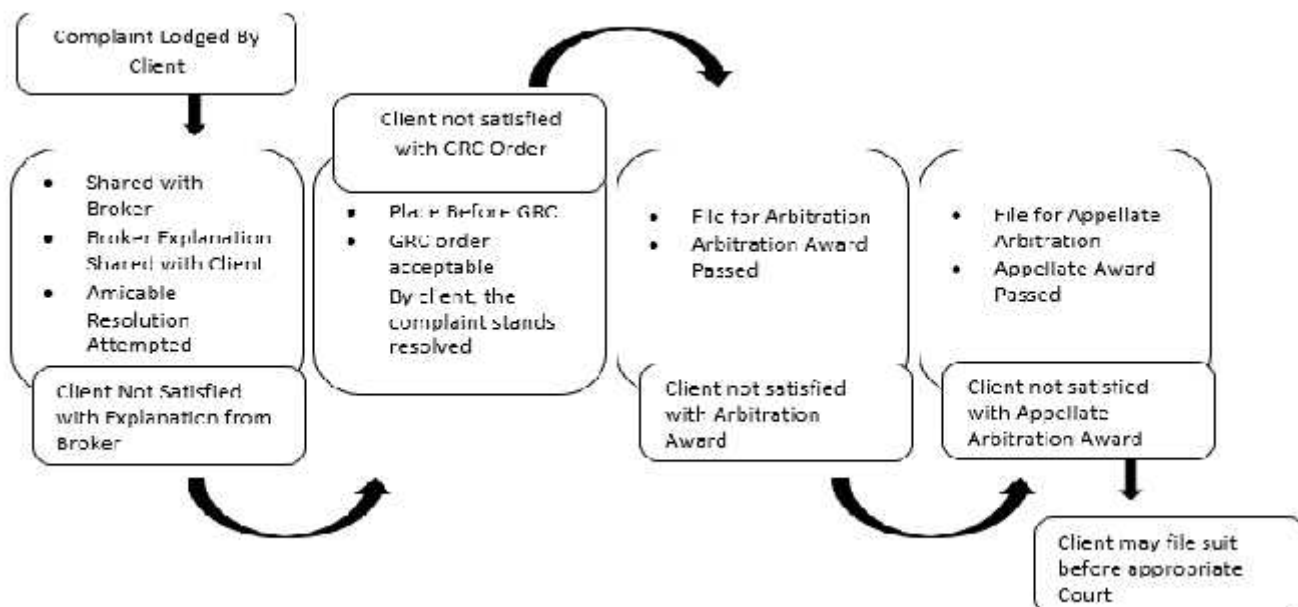 Complaint Lodged By
Client
• Shared with
Broker
• Broker Explanation
Shared with Client
• Amicable
Resolution
Attempted
Client Not Satisfied
with Explanation from
Broker
Client not satisfied
with GRC Order
• Place Before GRC
• GRC order
acceptable
By client, the
complaint stands
resolved
• File for Arbitration
• Arbitration Award
Passed
Client not satisfied
with Arbitration
Award
• File for Appellate
Arbitration
• Appellate Award
Passed
Client not satisfied
with Appellate
Arbitration Award
Client may file suit
before appropriate
Court